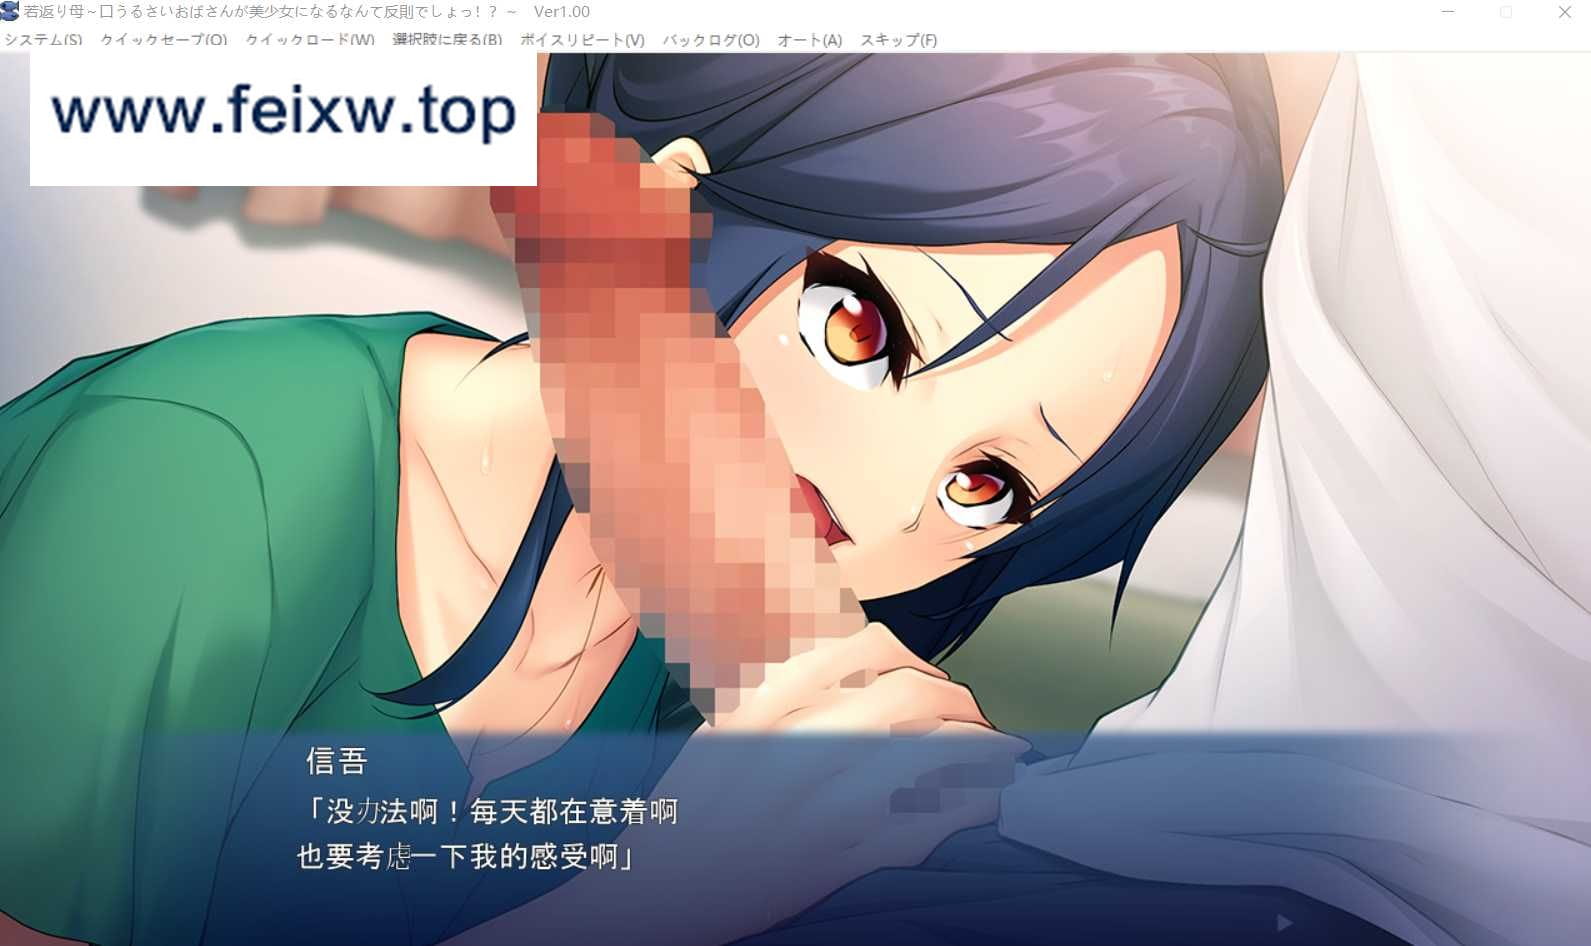 若返り母～口うるさいおばさんが美少女になるなんて反則でしょっ！？～ Ver1.00
システム(S) クイックセーブ(Q) クイックロード(W) 選択肢に戻る(B) ボイスリピート(V) バックログ(O) オート(A) スキップ(F)
www.feixw.top
信吾
「没办法啊！每天都在意着啊
也要考虑一下我的感受啊」